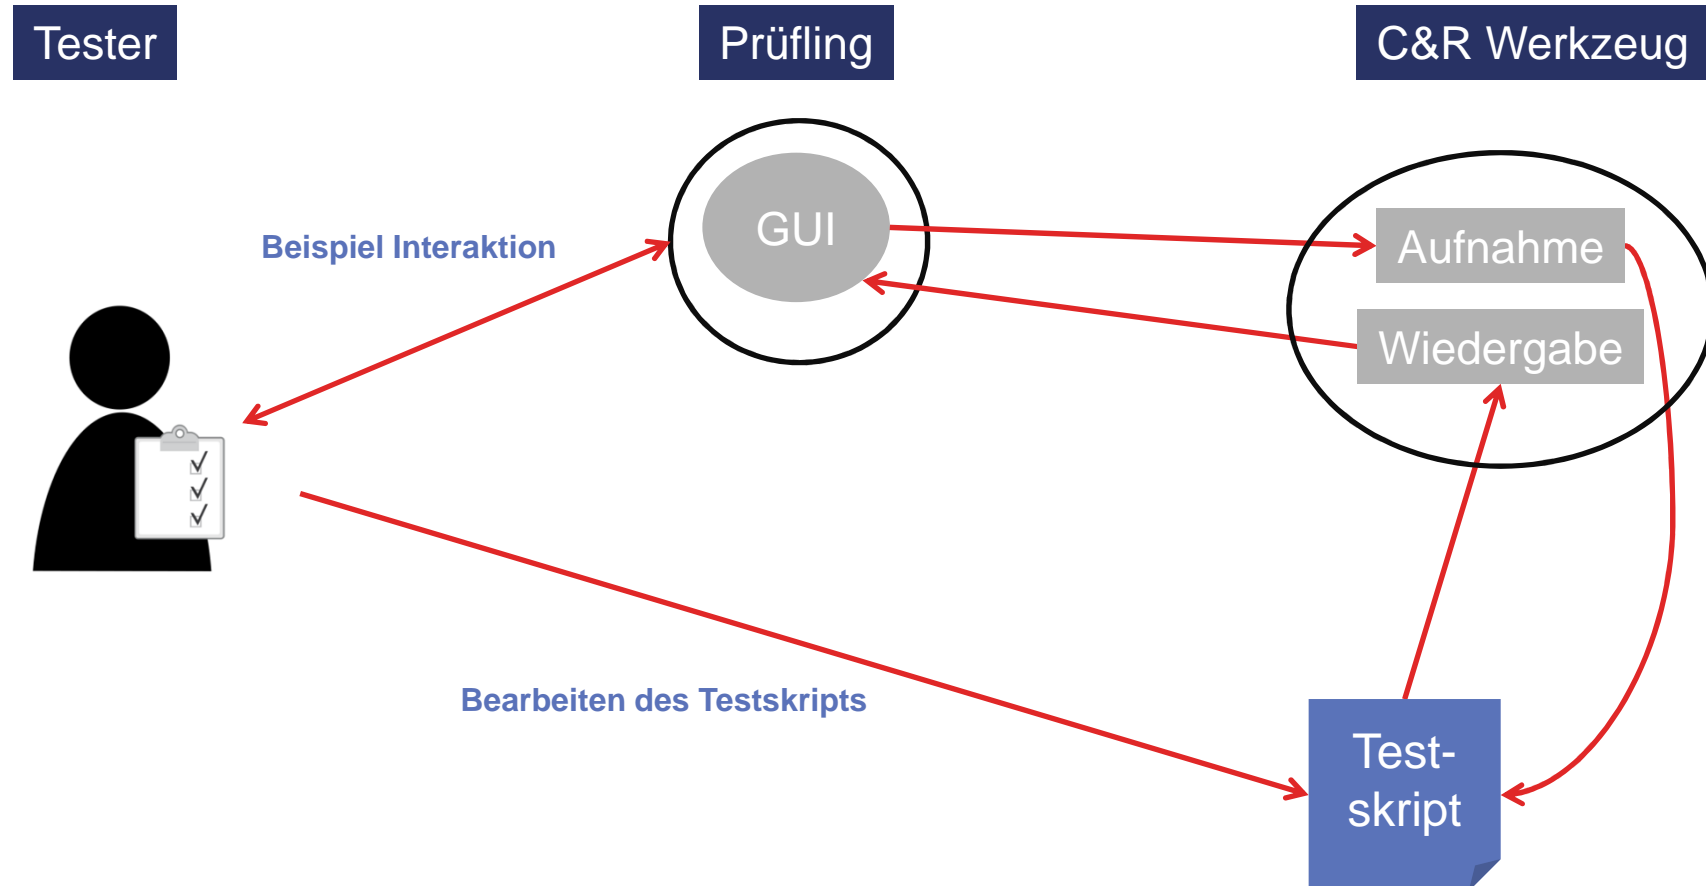 Tester
Prüfling
C&R Werkzeug
Beispiel Interaktion
GUI
Aufnahme
Wiedergabe
Bearbeiten des Testskripts
Test-
skript